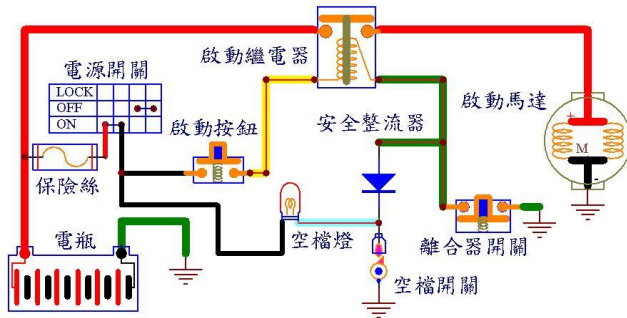 啟動繼電器
電源開關
LOCK
OFF
ON
啟動按鈕
安全整流器
啟動馬達
+
M
-
保險絲
電瓶
空檔燈
離合器開關
空檔開關